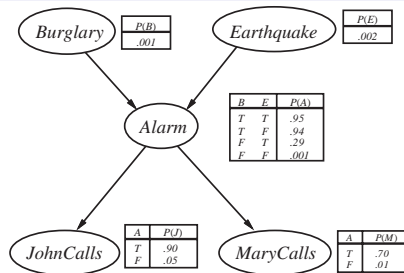 Burglary
P(B)
.001
Earthquake
P(E)
.002
Alarm
B E P(A)
T T .95
T F .94
F T .29
F F .001
JohnCalls
A P(J)
T .90
F .05
MaryCalls
A P(M)
T .70
F .01